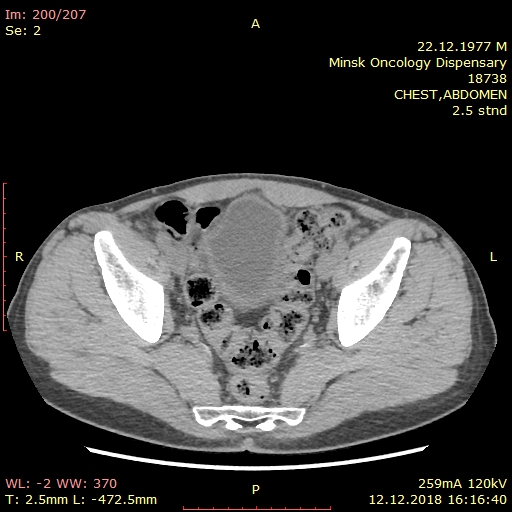 Im: 200/207
Se: 2
A
22.12.1977 M
Minsk Oncology Dispensary
18738
CHEST,ABDOMEN
2.5 stnd
R
L
WL: -2 WW: 370
T: 2.5mm L: -472.5mm
P
259mA 120kV
12.12.2018 16:16:40